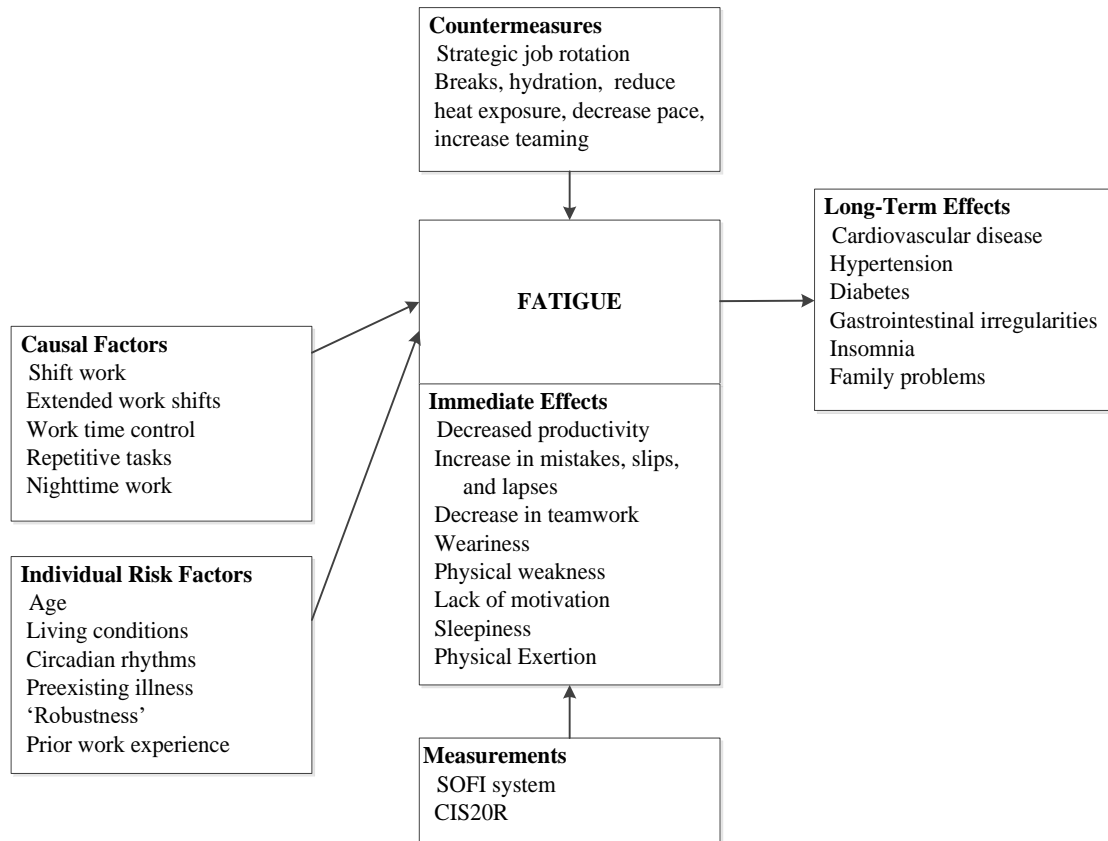 Countermeasures
Strategic job rotation
Breaks, hydration, reduce
heat exposure, decrease pace,
increase teaming
FATIGUE
Long-Term Effects
Cardiovascular disease
Hypertension
Diabetes
Gastrointestinal irregularities
Insomnia
Family problems
Causal Factors
Shift work
Extended work shifts
Work time control
Repetitive tasks
Nighttime work
Immediate Effects
Decreased productivity
Increase in mistakes, slips,
and lapses
Decrease in teamwork
Weariness
Physical weakness
Lack of motivation
Sleepiness
Physical Exertion
Individual Risk Factors
Age
Living conditions
Circadian rhythms
Preexisting illness
‘Robustness’
Prior work experience
Measurements
SOFI system
CIS20R